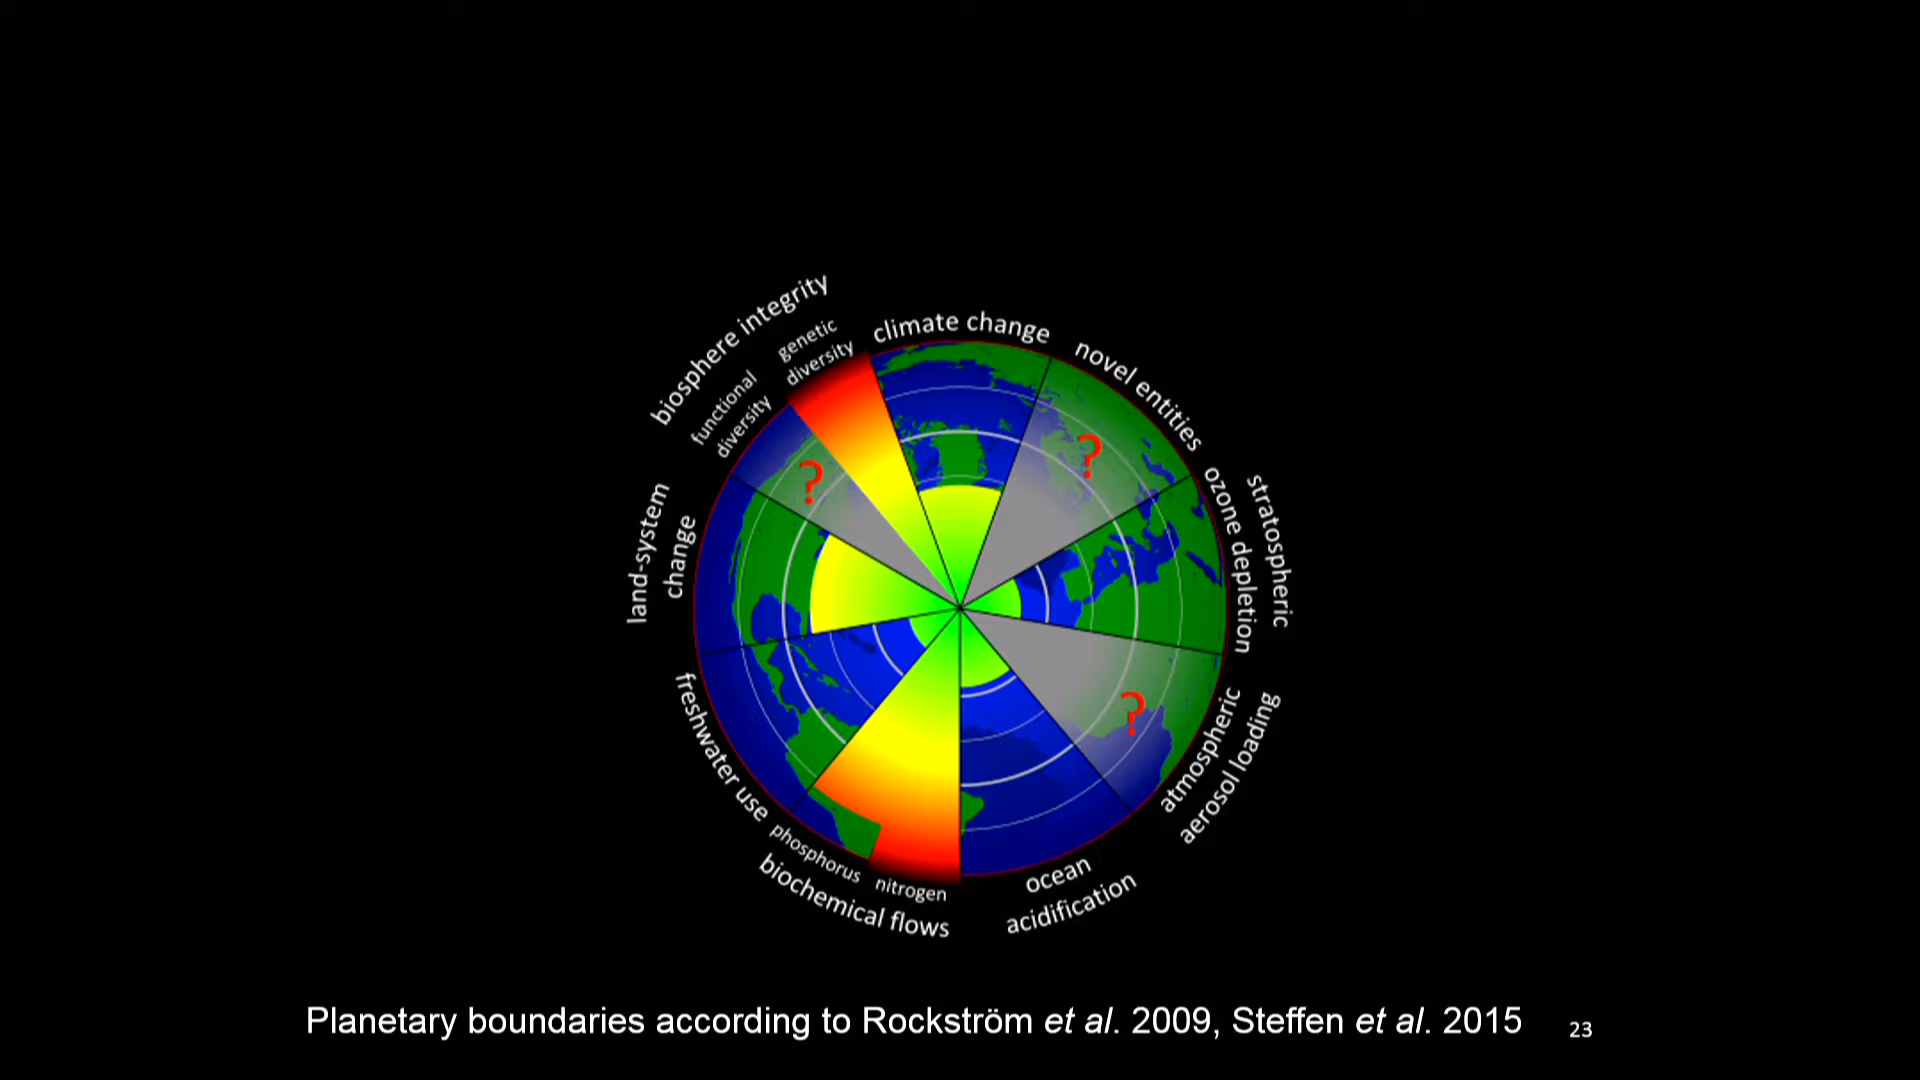 biosphere integrity
genetic
diversity
functional
diversity
climate change
novel entities
stratospheric
ozone depletion
land-system
change
?
?
?
atmospheric
aerosol loading
freshwater use
phosphorus
nitrogen
biochemical flows
ocean
acidification
Planetary boundaries according to Rockström et al. 2009, Steffen et al. 2015
23